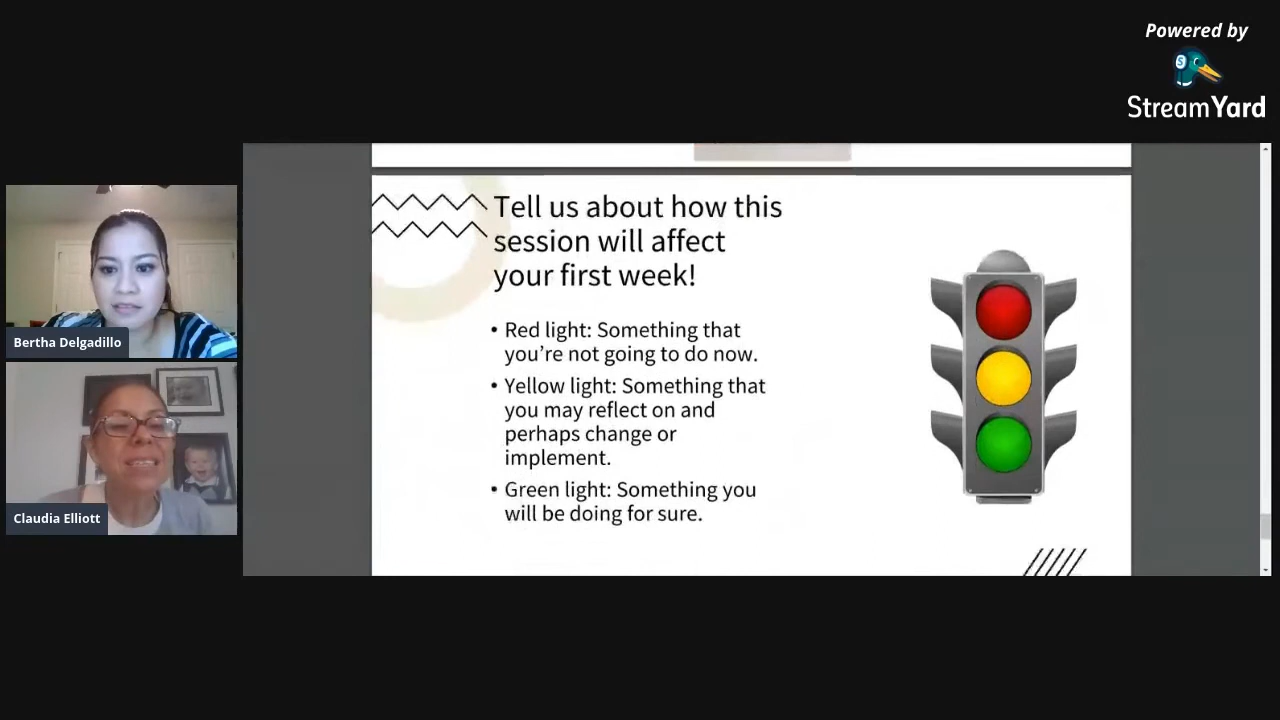 Powered by
S
StreamYard
Tell us about how this
session will affect
your first week!
• Red light: Something that
you’re not going to do now.
• Yellow light: Something that
you may reflect on and
perhaps change or
implement.
• Green light: Something you
will be doing for sure.
Bertha Delgadillo
Claudia Elliott